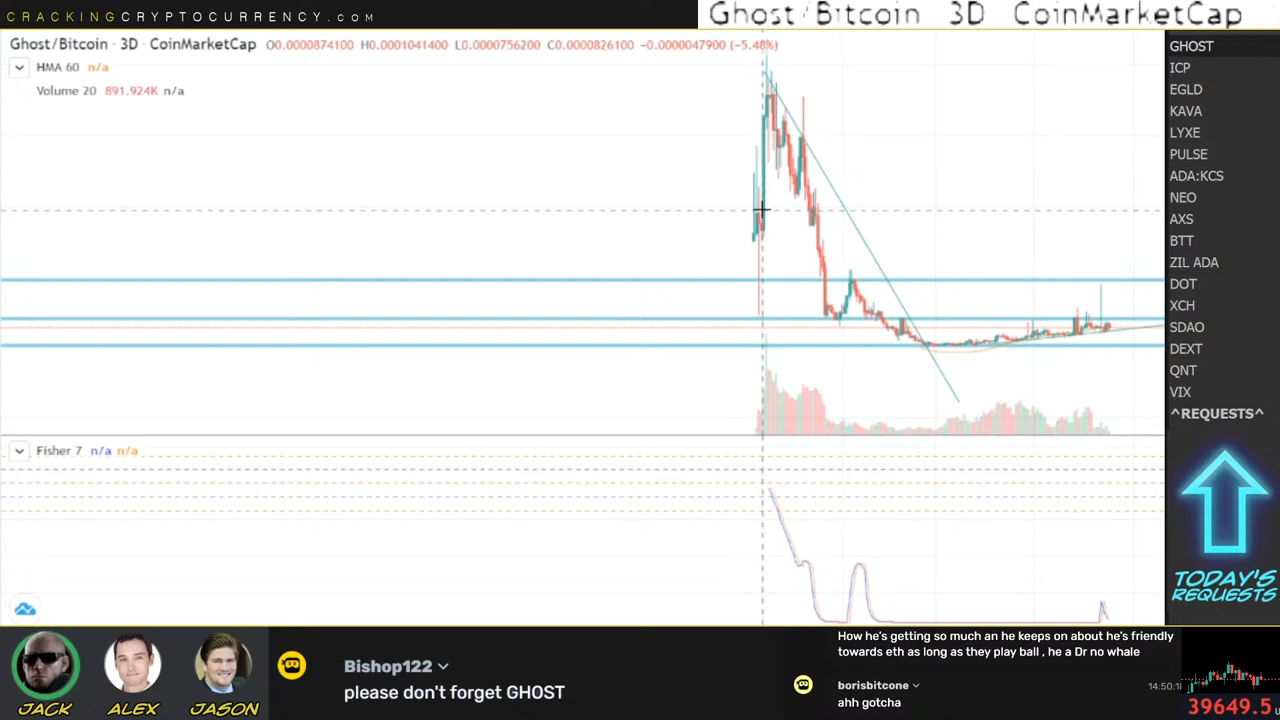 CRACKINGCRYPTOCURRENCY.com
Ghost/Bitcoin 3D CoinMarketCap
Ghost/Bitcoin · 3D · CoinMarketCap O0.0000874100 H0.0001041400 L0.0000756200 C0.0000826100 -0.0000047900 (-5.48%)
HMA 60 n/a
Volume 20 891.924K n/a
Fisher 7 n/a n/a
GHOST
ICP
EGLD
KAVA
LYXE
PULSE
ADA:KCS
NEO
AXS
BTT
ZIL ADA
DOT
XCH
SDAO
DEXT
QNT
VIX
^REQUESTS^
TODAY'S
REQUESTS
JACK
ALEX
JASON
Bishop122
please don't forget GHOST
How he's getting so much an he keeps on about he's friendly
towards eth as long as they play ball , he a Dr no whale
borisbitcone
ahh gotcha
39649.5